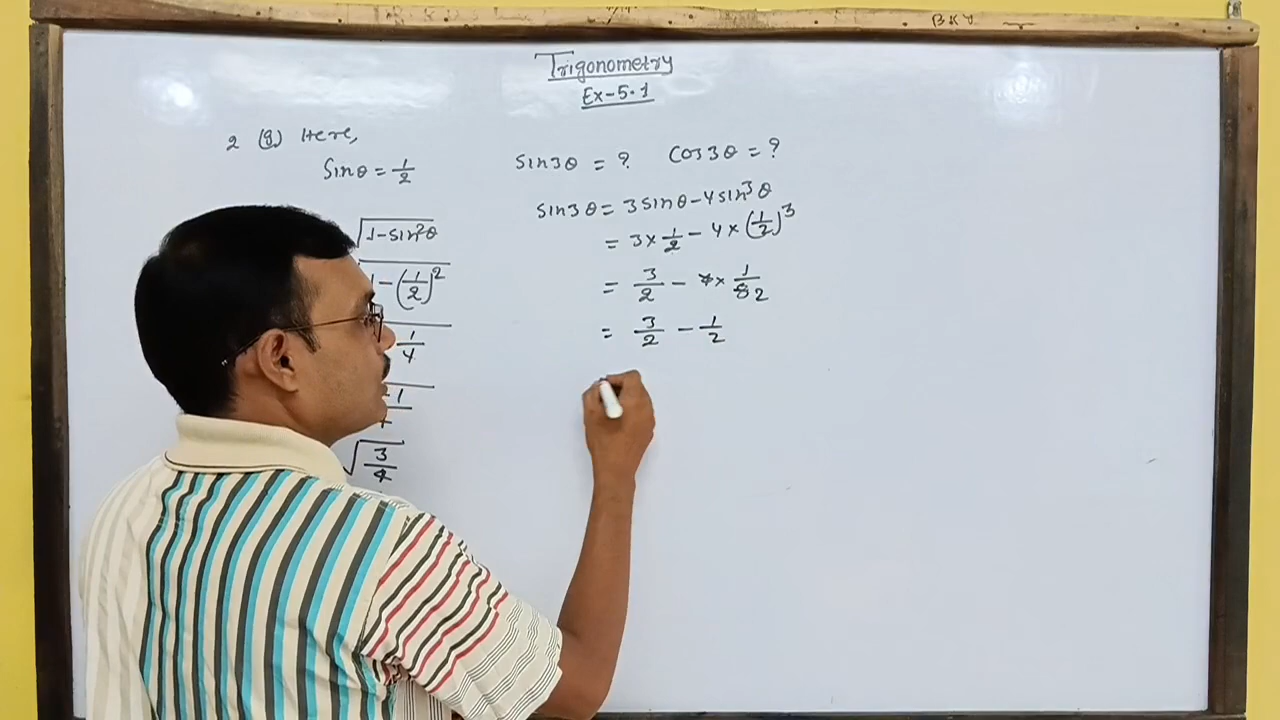 BKY
Trigonometry
Ex-5.1
2 (g) Here,
Sinθ = 1/2
√1-sin²θ
1-(1/2)²
1/4
-1
√3/4
Sin3θ = ? Cos3θ = ?
Sin3θ = 3sinθ-4sin³θ
= 3×1/2 - 4×(1/2)³
= 3/2 - 4×1/8 2
= 3/2 - 1/2